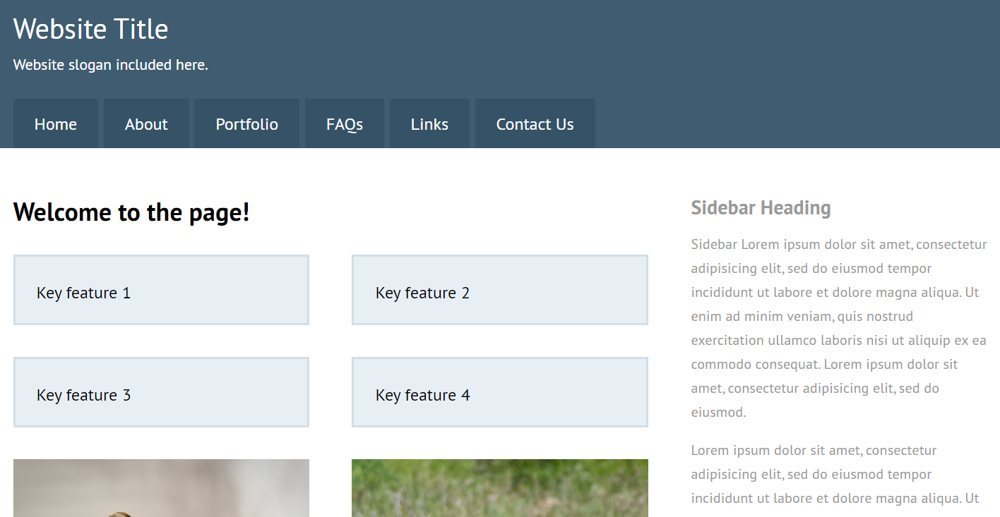 Website Title
Website slogan included here.
Home About Portfolio FAQs Links Contact Us
Welcome to the page!
Key feature 1
Key feature 2
Key feature 3
Key feature 4
Sidebar Heading
Sidebar Lorem ipsum dolor sit amet, consectetur
adipisicing elit, sed do eiusmod tempor
incididunt ut labore et dolore magna aliqua. Ut
enim ad minim veniam, quis nostrud
exercitation ullamco laboris nisi ut aliquip ex ea
commodo consequat. Lorem ipsum dolor sit
amet, consectetur adipisicing elit, sed do
eiusmod.
Lorem ipsum dolor sit amet, consectetur
adipisicing elit, sed do eiusmod tempor
incididunt ut labore et dolore magna aliqua. Ut